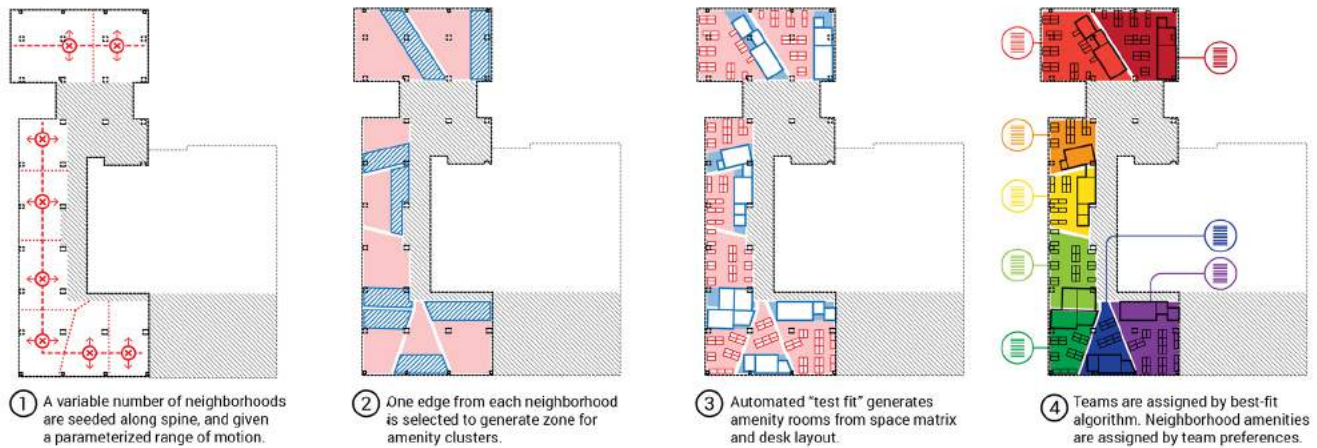 1 A variable number of neighborhoods
are seeded along spine, and given
a parameterized range of motion.
2 One edge from each neighborhood
is selected to generate zone for
amenity clusters.
3 Automated “test fit” generates
amenity rooms from space matrix
and desk layout.
4 Teams are assigned by best-fit
algorithm. Neighborhood amenities
are assigned by team preferences.